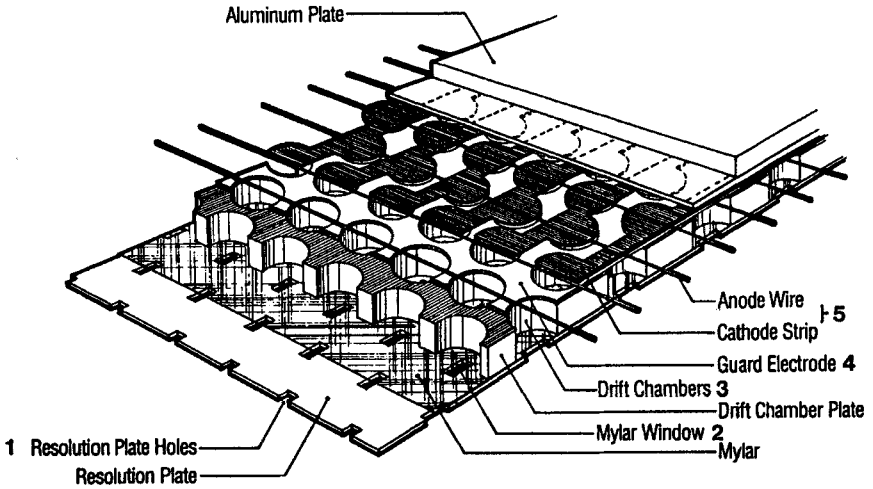 Aluminum Plate
Anode Wire
5
Cathode Strip
Guard Electrode 4
Drift Chambers 3
Drift Chamber Plate
Mylar Window 2
1 Resolution Plate Holes
Mylar
Resolution Plate